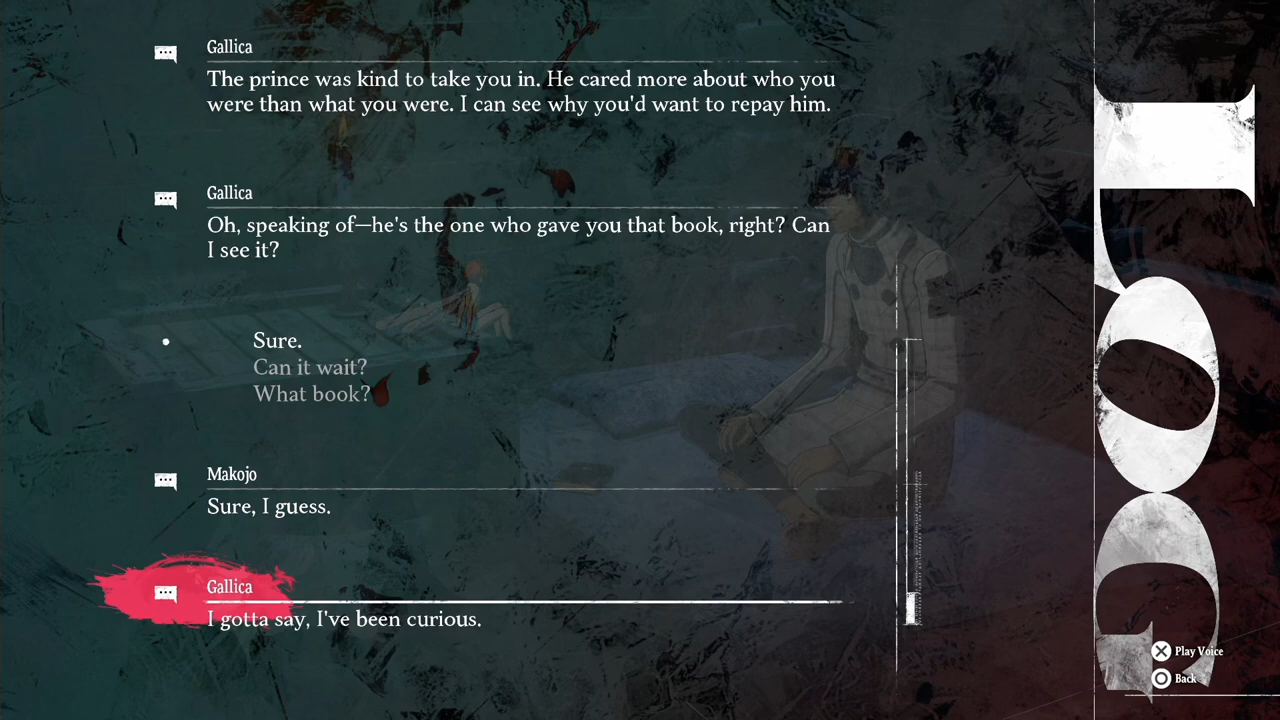 Gallica
The prince was kind to take you in. He cared more about who you
were than what you were. I can see why you'd want to repay him.
Gallica
Oh, speaking of—he's the one who gave you that book, right? Can
I see it?
Sure.
Can it wait?
What book?
Makojo
Sure, I guess.
Gallica
I gotta say, I've been curious.
LOG
Play Voice
Back